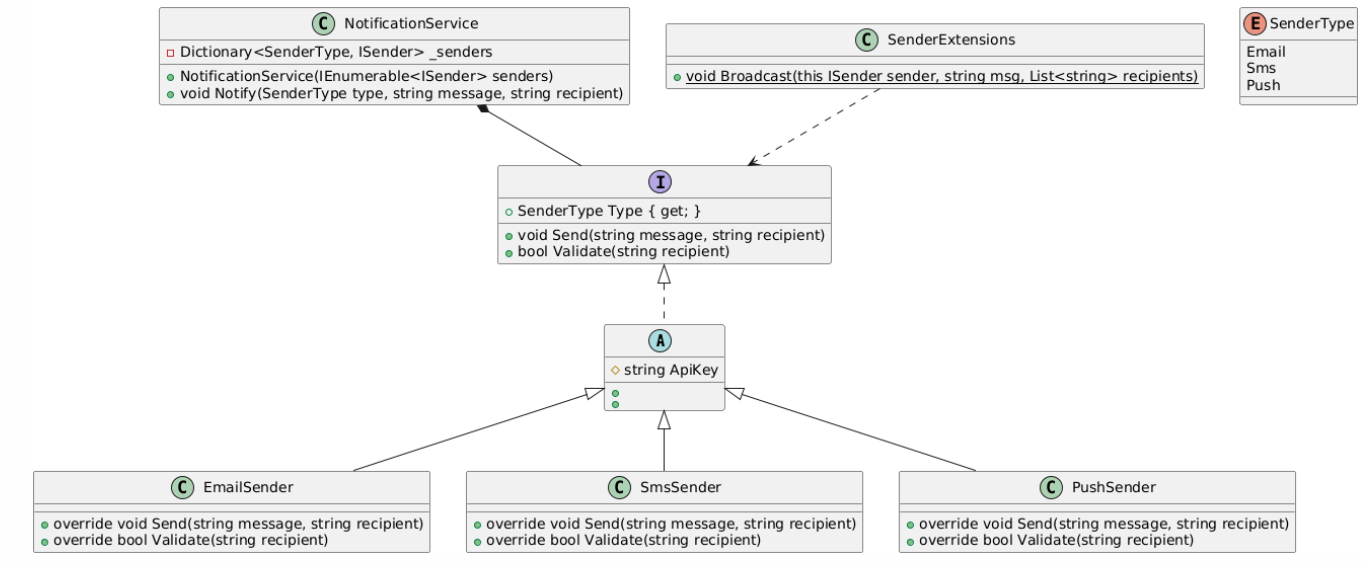 C NotificationService
Dictionary<SenderType, ISender> _senders
NotificationService(IEnumerable<ISender> senders)
void Notify(SenderType type, string message, string recipient)
C SenderExtensions
void Broadcast(this ISender sender, string msg, List<string> recipients)
E SenderType
Email
Sms
Push
I
SenderType Type { get; }
void Send(string message, string recipient)
bool Validate(string recipient)
A
string ApiKey
C EmailSender
override void Send(string message, string recipient)
override bool Validate(string recipient)
C SmsSender
override void Send(string message, string recipient)
override bool Validate(string recipient)
C PushSender
override void Send(string message, string recipient)
override bool Validate(string recipient)